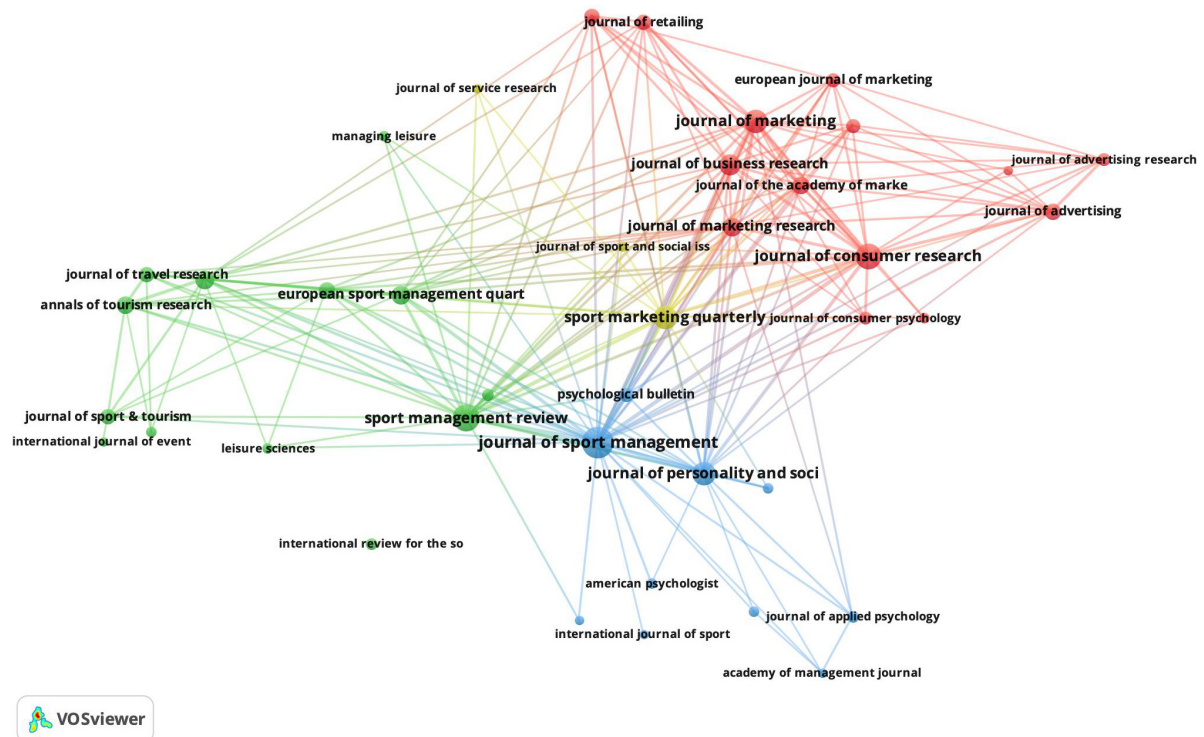 journal of retailing
european journal of marketing
journal of service research
journal of marketing
managing leisure
journal of business research
journal of advertising research
journal of the academy of marke
journal of advertising
journal of marketing research
journal of sport and social iss
journal of consumer research
journal of travel research
european sport management quart
annals of tourism research
sport marketing quarterly
journal of consumer psychology
psychological bulletin
journal of sport & tourism
sport management review
international journal of event
journal of sport management
leisure sciences
journal of personality and soci
international review for the so
american psychologist
journal of applied psychology
international journal of sport
academy of management journal
VOSviewer